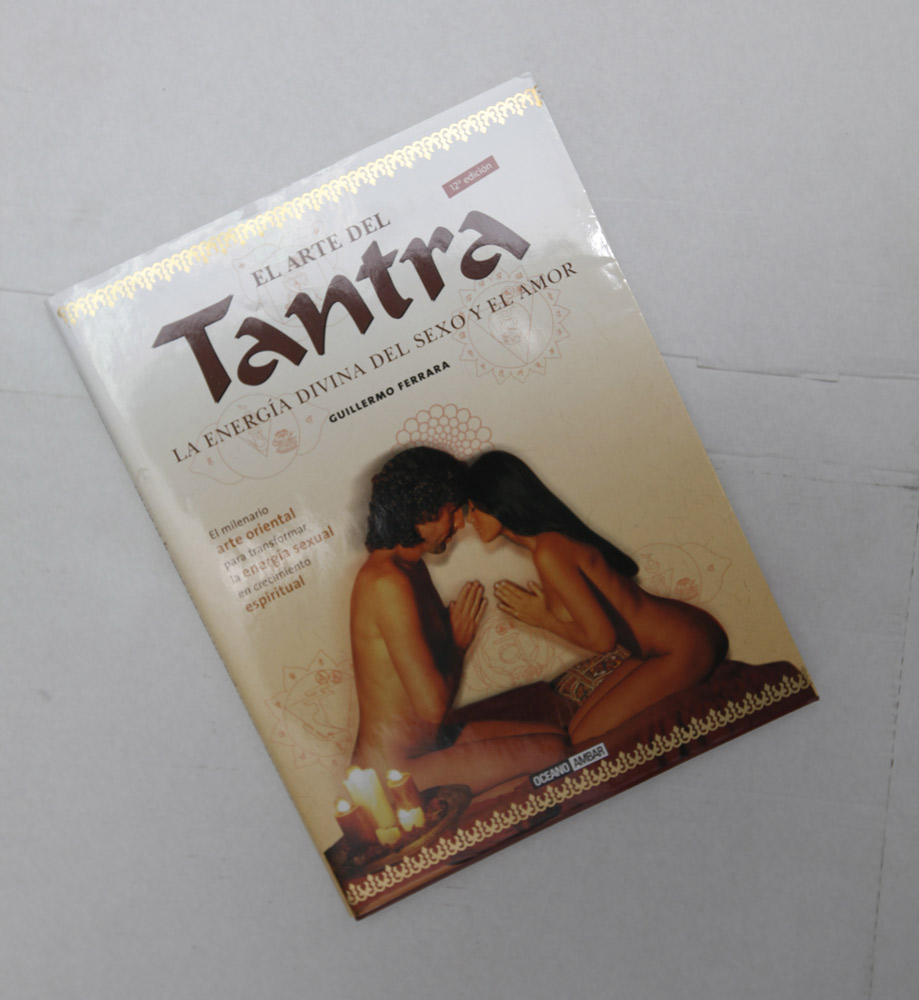 12ª edición
EL ARTE DEL
Tantra
LA ENERGÍA DIVINA DEL SEXO Y EL AMOR
GUILLERMO FERRARA
El milenario
arte oriental
para transformar
la energía sexual
en crecimiento
espiritual
OCEANO AMBAR